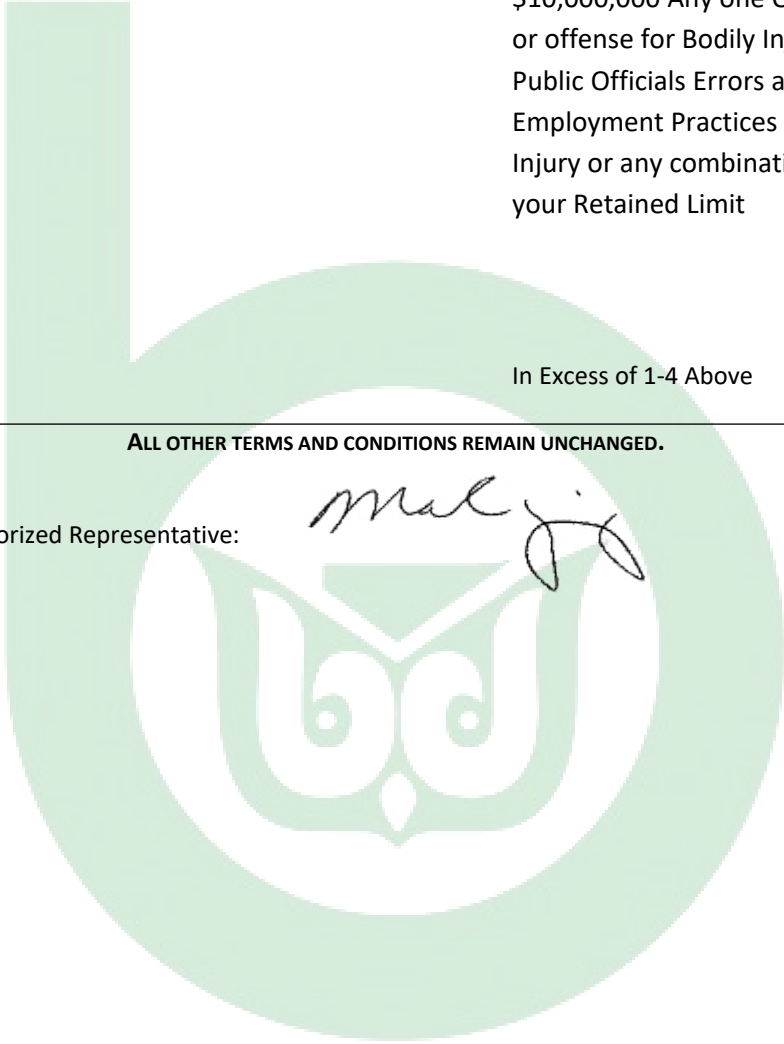 $10,000,000 Any one
or offense for Bodily In
Public Officials Errors a
Employment Practices
Injury or any combinati
your Retained Limit
In Excess of 1-4 Above
ALL OTHER TERMS AND CONDITIONS REMAIN UNCHANGED.
orized Representative: